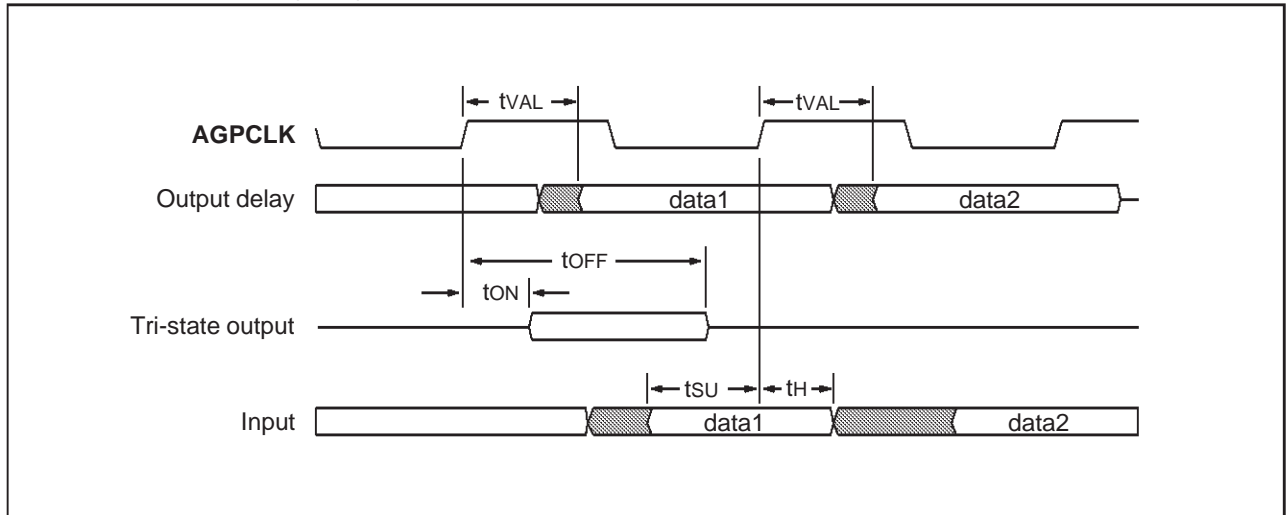 tVAL tVAL
AGPCLK
Output delay data1 data2
tOFF
tON
Tri-state output
tSU tH
Input data1 data2